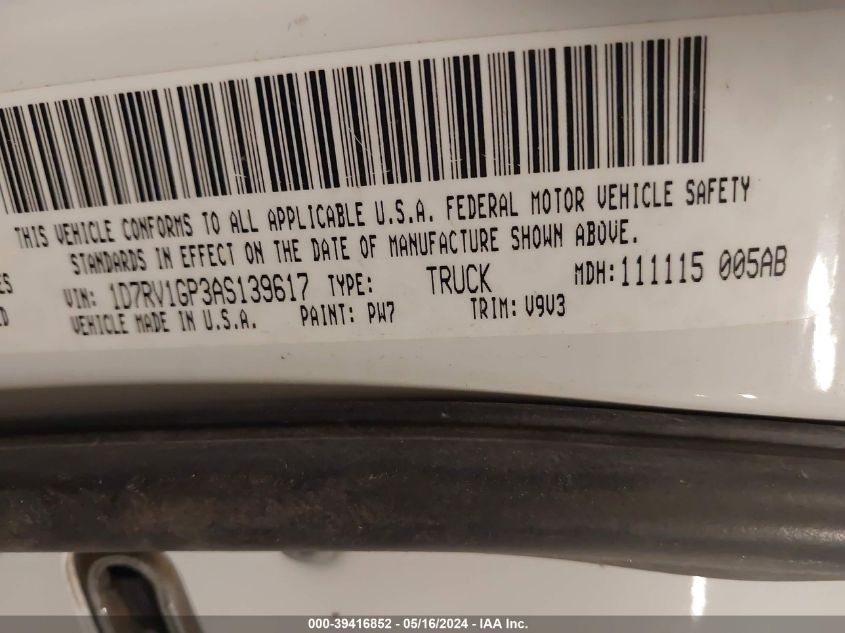 THIS VEHICLE CONFORMS TO ALL APPLICABLE U.S.A. FEDERAL MOTOR VEHICLE SAFETY
STANDARDS IN EFFECT ON THE DATE OF MANUFACTURE SHOWN ABOVE.
ES VIN: 1D7RV1GP3AS139617 TYPE: TRUCK MDH:111115 005AB
ED VEHICLE MADE IN U.S.A. PAINT: PW7 TRIM: V9V3
000-39416852 — 05/16/2024 — IAA Inc.